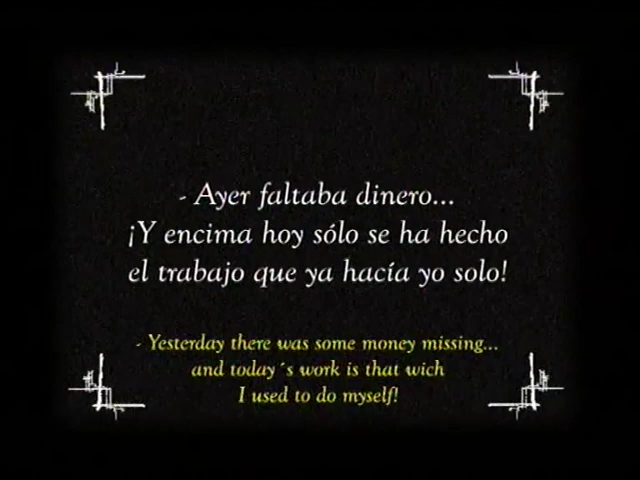 - Ayer faltaba dinero...
¡Y encima hoy sólo se ha hecho
el trabajo que ya hacía yo solo!
- Yesterday there was some money missing...
and today´s work is that wich
I used to do myself!